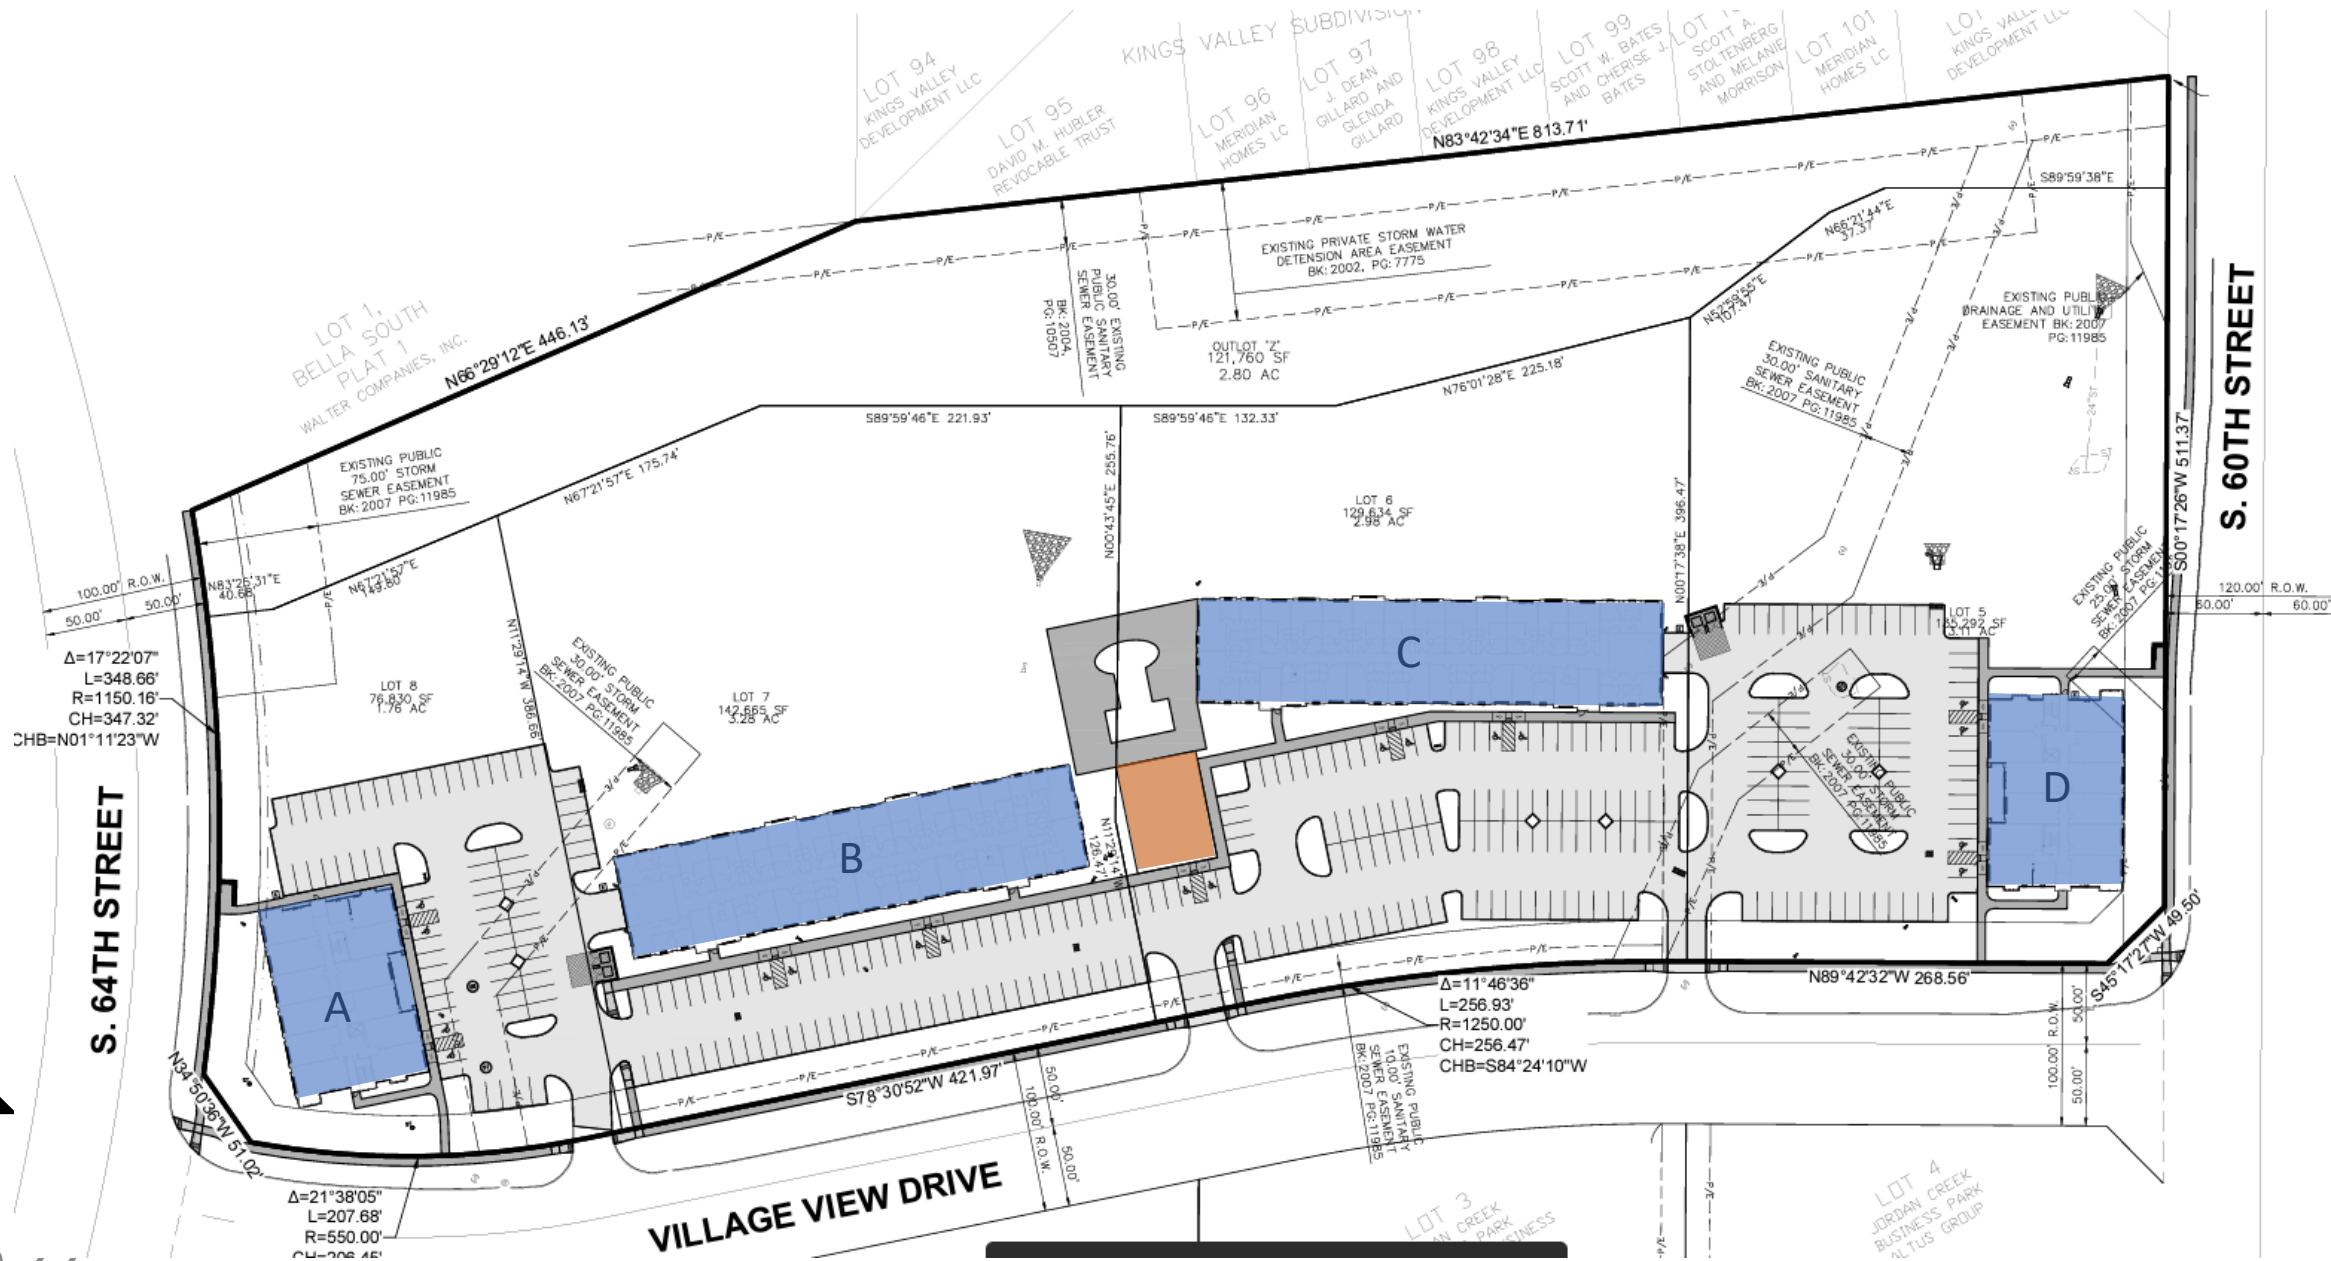 KINGS VALLEY SUBDIVISION
LOT 94
KINGS VALLEY
DEVELOPMENT LLC
LOT 95
DAVID M. HUBLER
REVOCABLE TRUST
LOT 96
MERIDIAN
HOMES LC
LOT 97
J. DEAN
GILLARD AND
GLENDA
GILLARD
LOT 98
KINGS VALLEY
DEVELOPMENT LLC
LOT 99
SCOTT W. BATES
AND CHERISE J.
BATES
LOT
SCOTT A.
STOLTENBERG
AND MELANIE
MORRISON
LOT 101
MERIDIAN
HOMES LC
LOT
KINGS VALL
DEVELOPMENT LLC
N83°42'34"E 813.71'
S89°59'38"E
N66°21'44"E
37.37'
N52°59'55"E
107.47'
EXISTING PRIVATE STORM WATER
DETENSION AREA EASEMENT
BK: 2002, PG: 7775
30.00' EXISTING
PUBLIC SANITARY
SEWER EASEMENT
BK: 2004,
PG: 10507
OUTLOT 'Z'
121,760 SF
2.80 AC
EXISTING PUBLIC
DRAINAGE AND UTILITY
EASEMENT BK: 2007
PG: 11985
EXISTING PUBLIC
30.00' SANITARY
SEWER EASEMENT
BK: 2007 PG: 11985
24" ST
LOT 1,
BELLA SOUTH
PLAT 1
WALTER COMPANIES, INC.
N66°29'12"E 446.13'
N76°01'28"E 225.18'
S89°59'46"E 221.93'
S89°59'46"E 132.33'
N67°21'57"E 175.74'
EXISTING PUBLIC
75.00' STORM
SEWER EASEMENT
BK: 2007 PG: 11985
N00°43'45"E 255.76'
N00°17'38"E 396.47'
S00°17'26"W 511.37'
S. 60TH STREET
LOT 6
129,634 SF
2.98 AC
N83°25'31"E
40.68'
N67°21'57"E
149.80'
100.00' R.O.W.
50.00'
50.00'
120.00' R.O.W.
60.00'
60.00'
EXISTING PUBLIC
25.00' STORM
SEWER EASEMENT
BK: 2007 PG:
LOT 5
135,292 SF
3.11 AC
Δ=17°22'07"
L=348.66'
R=1150.16'
CH=347.32'
CHB=N01°11'23"W
LOT 8
76,830 SF
1.76 AC
N11°29'14"W 386.66'
EXISTING PUBLIC
30.00' STORM
SEWER EASEMENT
BK: 2007 PG: 11985
LOT 7
142,665 SF
3.28 AC
C
D
B
A
EXISTING PUBLIC
30.00' STORM
SEWER EASEMENT
BK: 2007 PG: 11985
N11°29'14"W
126.47'
S. 64TH STREET
N89°42'32"W 268.56'
S45°17'27"W 49.50'
Δ=11°46'36"
L=256.93'
R=1250.00'
CH=256.47'
CHB=S84°24'10"W
S78°30'52"W 421.97'
N34°50'36"W 51.02'
100.00' R.O.W.
50.00'
50.00'
100.00' R.O.W.
50.00'
50.00'
EXISTING PUBLIC
10.00' SANITARY
SEWER EASEMENT
BK: 2007 PG: 11985
VILLAGE VIEW DRIVE
Δ=21°38'05"
L=207.68'
R=550.00'
CH=206.45'
LOT 3
CREEK
PARK
LOT 4
JORDAN CREEK
BUSINESS PARK
ALTUS GROUP